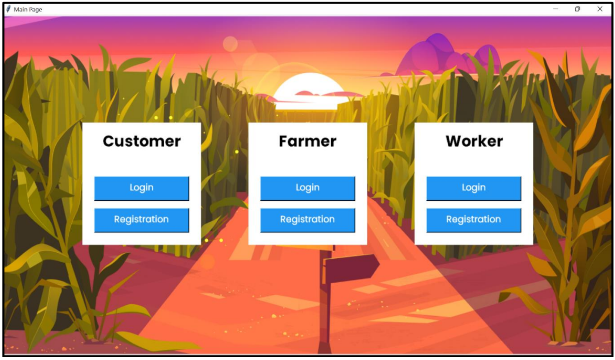 Main Page
Customer
Login
Registration
Farmer
Login
Registration
Worker
Login
Registration